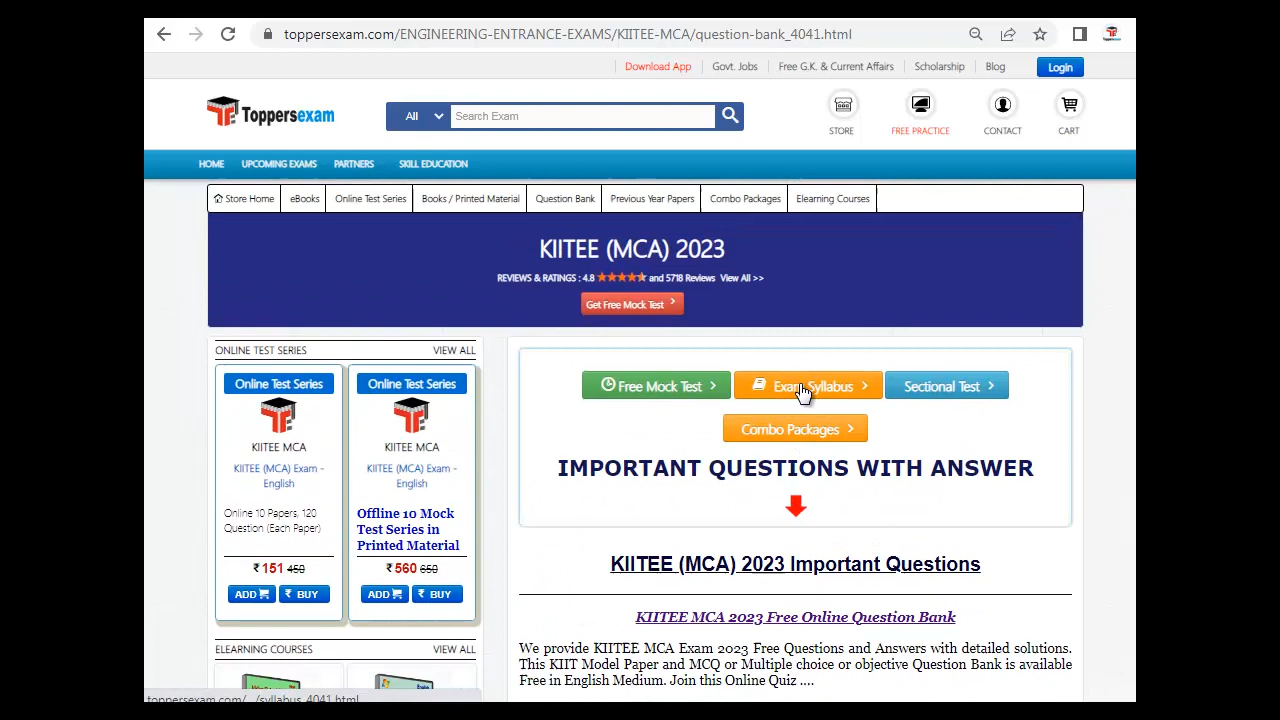 toppersexam.com/ENGINEERING-ENTRANCE-EXAMS/KIITEE-MCA/question-bank_4041.html
Download App Govt. Jobs Free G.K. & Current Affairs Scholarship Blog Login
Toppersexam All Search Exam
STORE FREE PRACTICE CONTACT CART
HOME UPCOMING EXAMS PARTNERS SKILL EDUCATION
Store Home eBooks Online Test Series Books / Printed Material Question Bank Previous Year Papers Combo Packages Elearning Courses
KIITEE (MCA) 2023
REVIEWS & RATINGS : 4.8 and 5718 Reviews View All >>
Get Free Mock Test
ONLINE TEST SERIES VIEW ALL
Online Test Series
KIITEE MCA
KIITEE (MCA) Exam -
English
Online 10 Papers, 120
Question (Each Paper)
₹ 151 450
ADD ₹ BUY
Online Test Series
KIITEE MCA
KIITEE (MCA) Exam -
English
Offline 10 Mock
Test Series in
Printed Material
₹ 560 650
ADD ₹ BUY
ELEARNING COURSES VIEW ALL
Free Mock Test Exam Syllabus Sectional Test
Combo Packages
IMPORTANT QUESTIONS WITH ANSWER
KIITEE (MCA) 2023 Important Questions
KIITEE MCA 2023 Free Online Question Bank
We provide KIITEE MCA Exam 2023 Free Questions and Answers with detailed solutions.
This KIIT Model Paper and MCQ or Multiple choice or objective Question Bank is available
Free in English Medium. Join this Online Quiz ....
toppersexam.com/.../syllabus_4041.html